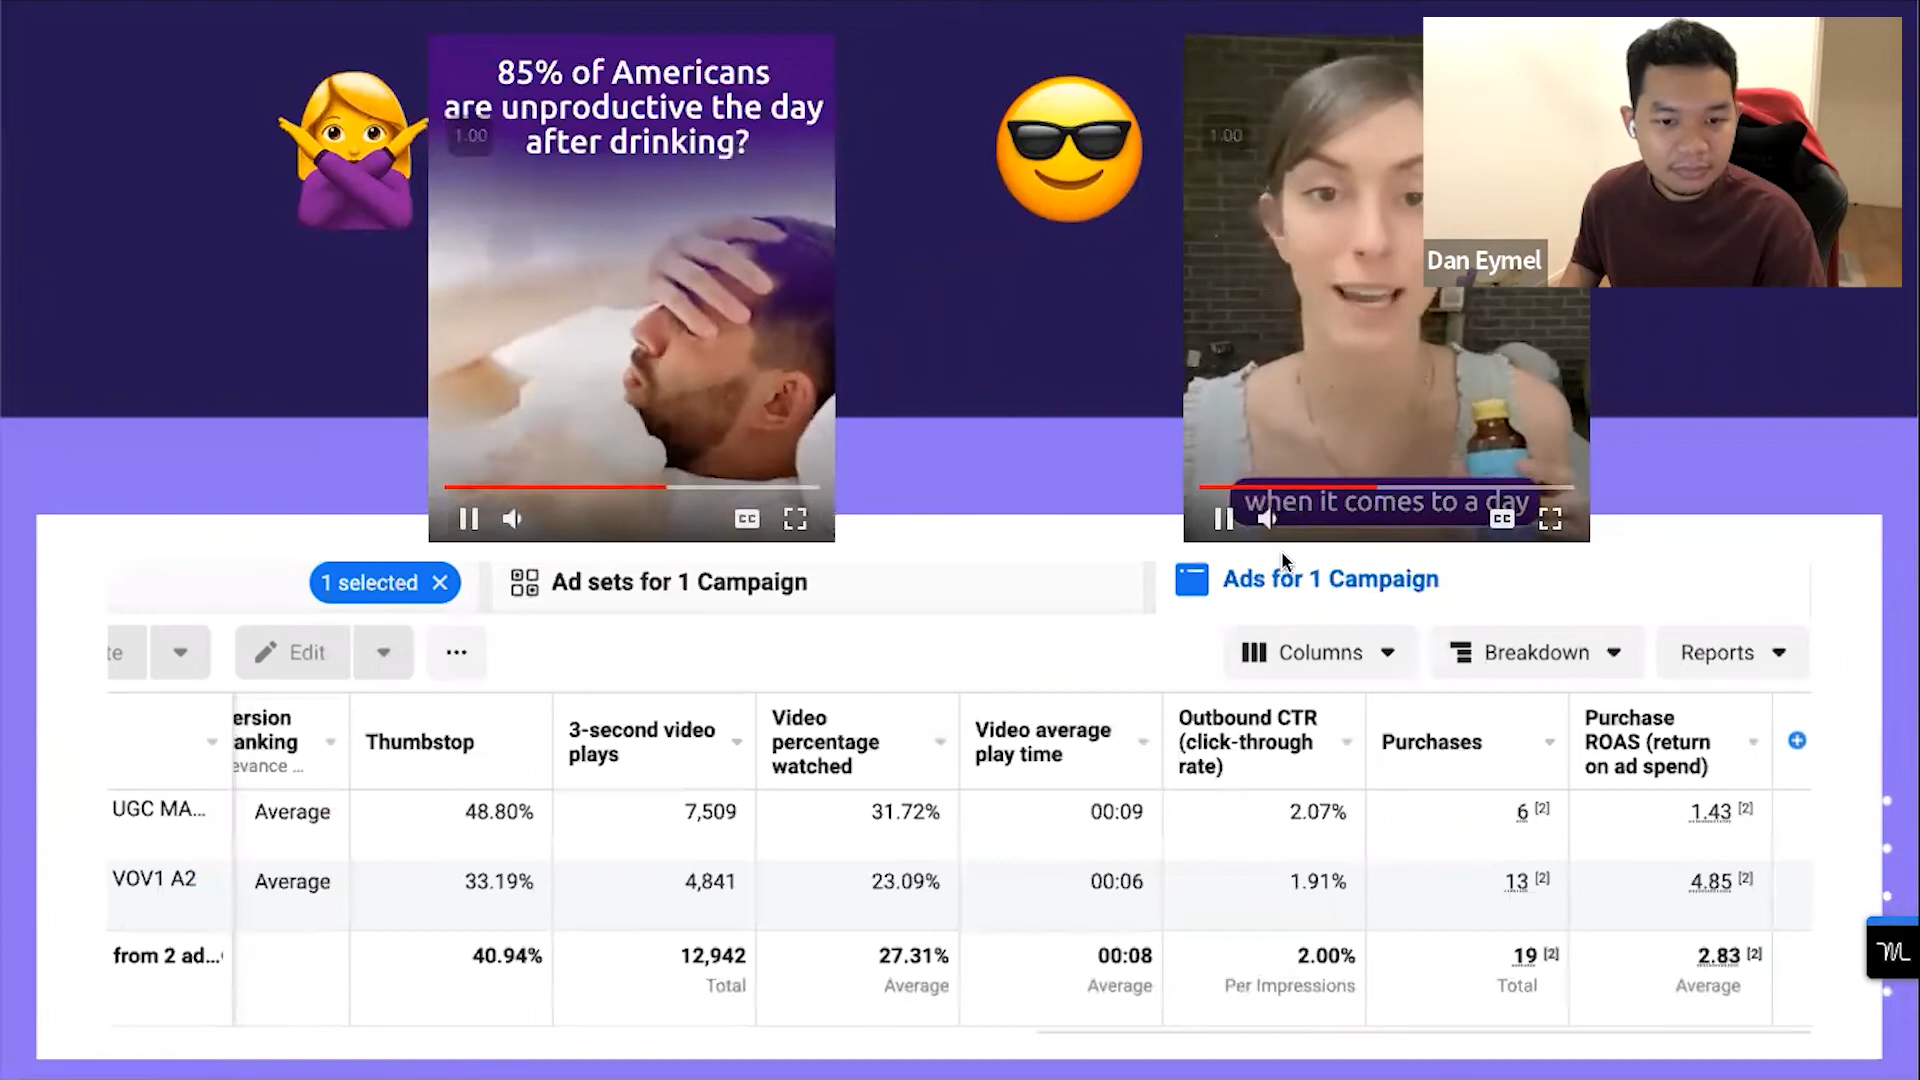 85% of Americans
are unproductive the day
after drinking?
1.00
1.00
Dan Eymel
when it comes to a day
CC
CC
1 selected
Ad sets for 1 Campaign
Ads for 1 Campaign
te
Edit
Columns
Breakdown
Reports
ersion
anking
evance ...
Thumbstop
3-second video
plays
Video
percentage
watched
Video average
play time
Outbound CTR
(click-through
rate)
Purchases
Purchase
ROAS (return
on ad spend)
UGC MA... Average 48.80% 7,509 31.72% 00:09 2.07% 6 [2] 1.43 [2]
VOV1 A2 Average 33.19% 4,841 23.09% 00:06 1.91% 13 [2] 4.85 [2]
from 2 ad... 40.94% 12,942 27.31% 00:08 2.00% 19 [2] 2.83 [2]
Total Average Average Per Impressions Total Average